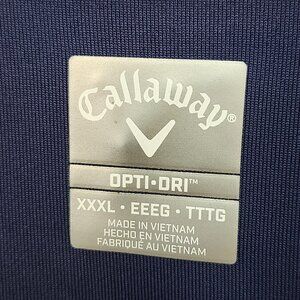 Callaway®
OPTI•DRI™
XXXL • EEEG • TTTG
MADE IN VIETNAM
HECHO EN VIETNAM
FABRIQUÉ AU VIETNAM